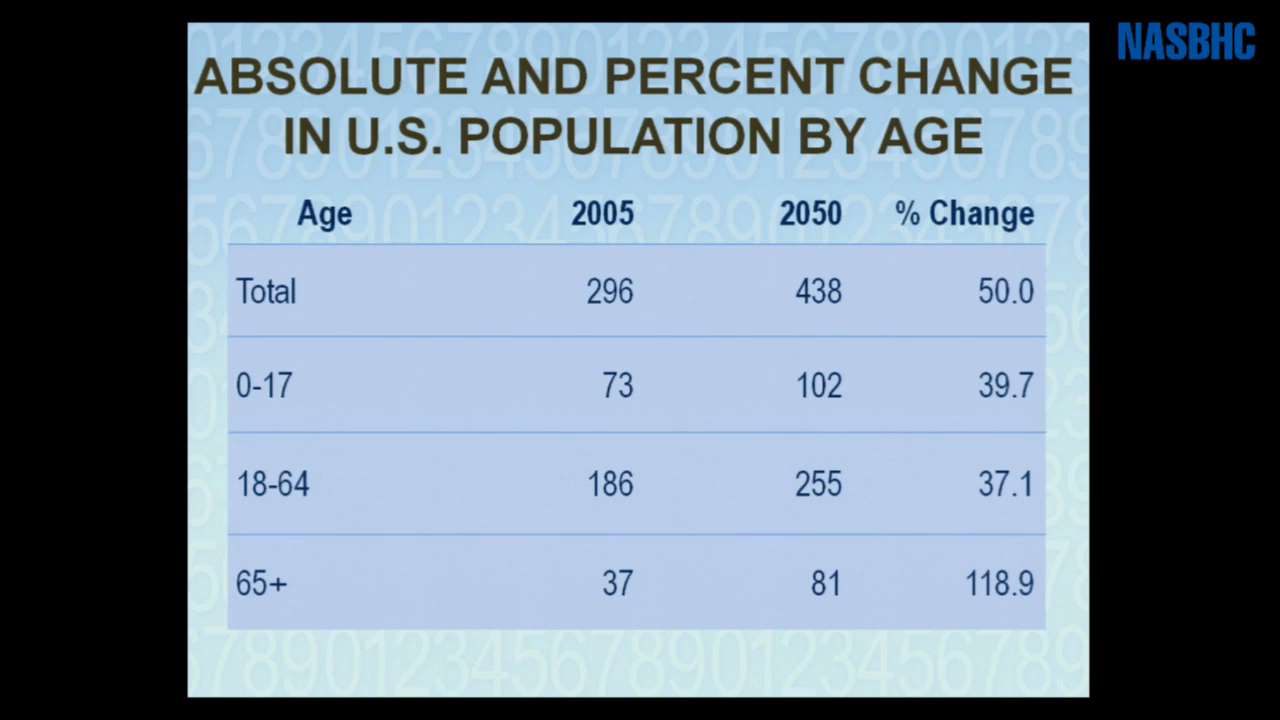 NASBHC
ABSOLUTE AND PERCENT CHANGE
IN U.S. POPULATION BY AGE
Age 2005 2050 % Change
Total 296 438 50.0
0-17 73 102 39.7
18-64 186 255 37.1
65+ 37 81 118.9